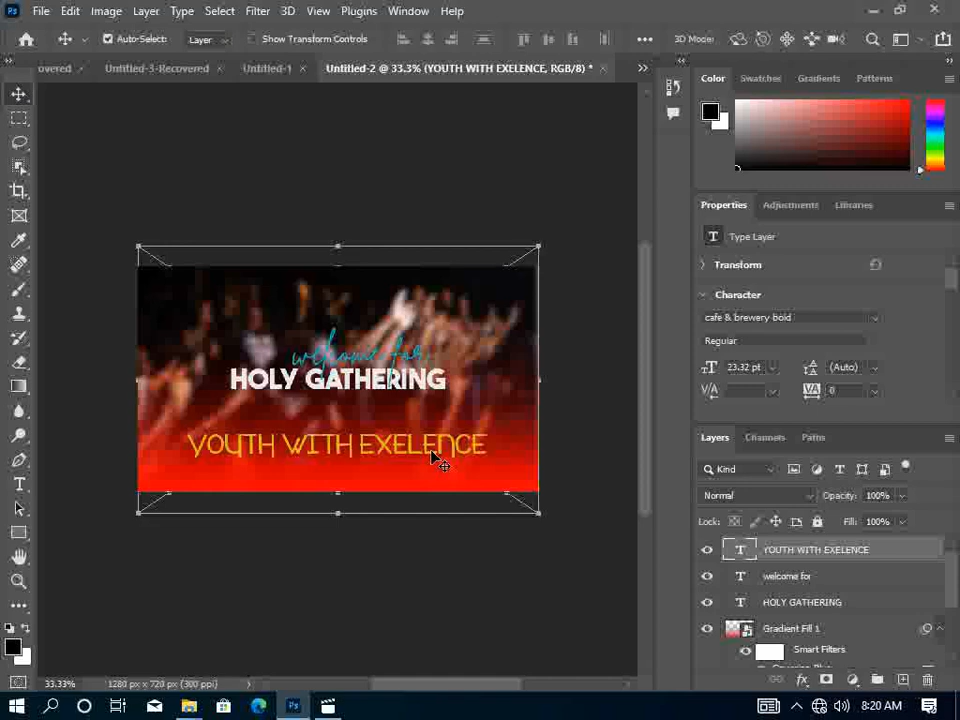 Ps File Edit Image Layer Type Select Filter 3D View Plugins Window Help
Auto-Select: Layer Show Transform Controls 3D Mode:
overed Untitled-3-Recovered Untitled-1 Untitled-2 @ 33.3% (YOUTH WITH EXELENCE, RGB/8) *
Color Swatches Gradients Patterns
Properties Adjustments Libraries
T Type Layer
Transform
Character
cafe & brewery bold
Regular
23.32 pt (Auto)
0
welcome for
HOLY GATHERING
YOUTH WITH EXELENCE
Layers Channels Paths
Kind
Normal Opacity: 100%
Lock: Fill: 100%
T YOUTH WITH EXELENCE
T welcome for
T HOLY GATHERING
Gradient Fill 1
Smart Filters
33.33% 1280 px x 720 px (300 ppi)
8:20 AM